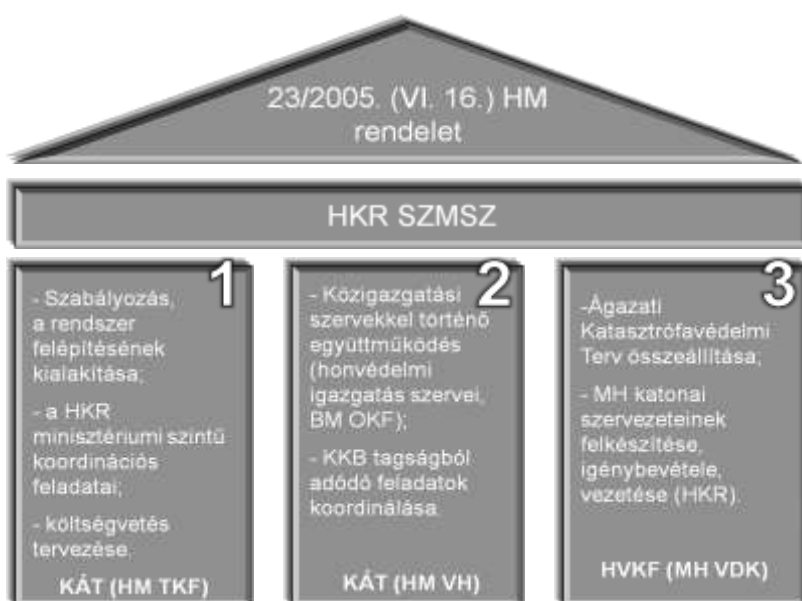 23/2005. (VI. 16.) HM
rendelet
HKR SZMSZ
1
- Szabályozás,
a rendszer
felépítésének
kialakítása;
- a HKR
minisztériumi szintű
koordinációs
feladatai;
- költségvetés
tervezése.
KÁT (HM TKF)
2
- Közigazgatási
szervekkel történő
együttműködés
(honvédelmi
igazgatás szervei,
BM OKF);
- KKB tagságból
adódó feladatok
koordinálása.
KÁT (HM VH)
3
-Ágazati
Katasztrófavédelmi
Terv összeállítása;
- MH katonai
szervezeteinek
felkészítése,
igénybevétele,
vezetése (HKR).
HVKF (MH VDK)